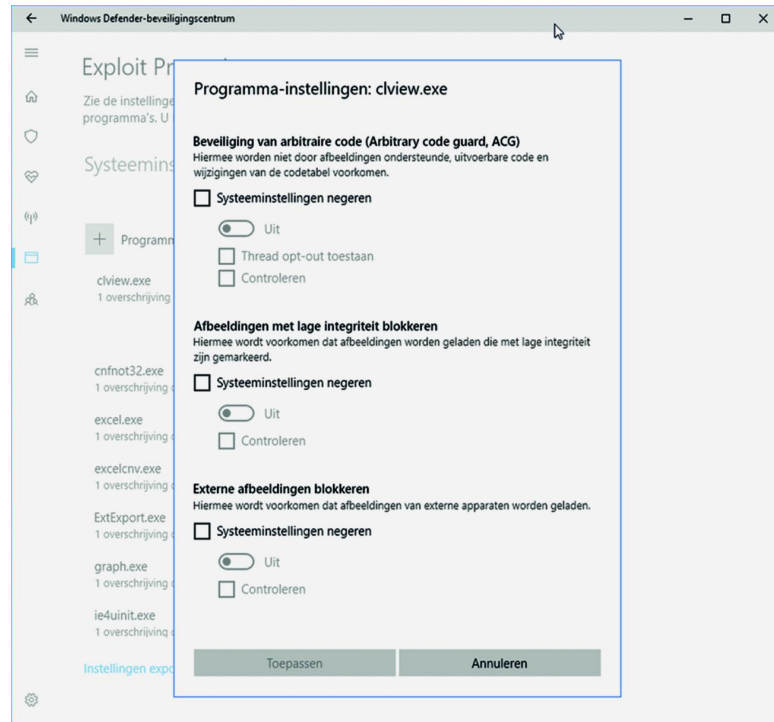 Windows Defender-beveiligingscentrum
Exploit Pr
Zie de instellinge
programma's. U
Systeemins
Programm
clview.exe
1 overschrijving
cnfnot32.exe
1 overschrijving
excel.exe
1 overschrijving
excelcnv.exe
1 overschrijving
ExtExport.exe
1 overschrijving
graph.exe
1 overschrijving
ie4uinit.exe
1 overschrijving
Instellingen expo
Programma-instellingen: clview.exe
Beveiliging van arbitraire code (Arbitrary code guard, ACG)
Hiermee worden niet door afbeeldingen ondersteunde, uitvoerbare code en
wijzigingen van de codetabel voorkomen.
Systeeminstellingen negeren
Uit
Thread opt-out toestaan
Controleren
Afbeeldingen met lage integriteit blokkeren
Hiermee wordt voorkomen dat afbeeldingen worden geladen die met lage integriteit
zijn gemarkeerd.
Systeeminstellingen negeren
Uit
Controleren
Externe afbeeldingen blokkeren
Hiermee wordt voorkomen dat afbeeldingen van externe apparaten worden geladen.
Systeeminstellingen negeren
Uit
Controleren
Toepassen
Annuleren